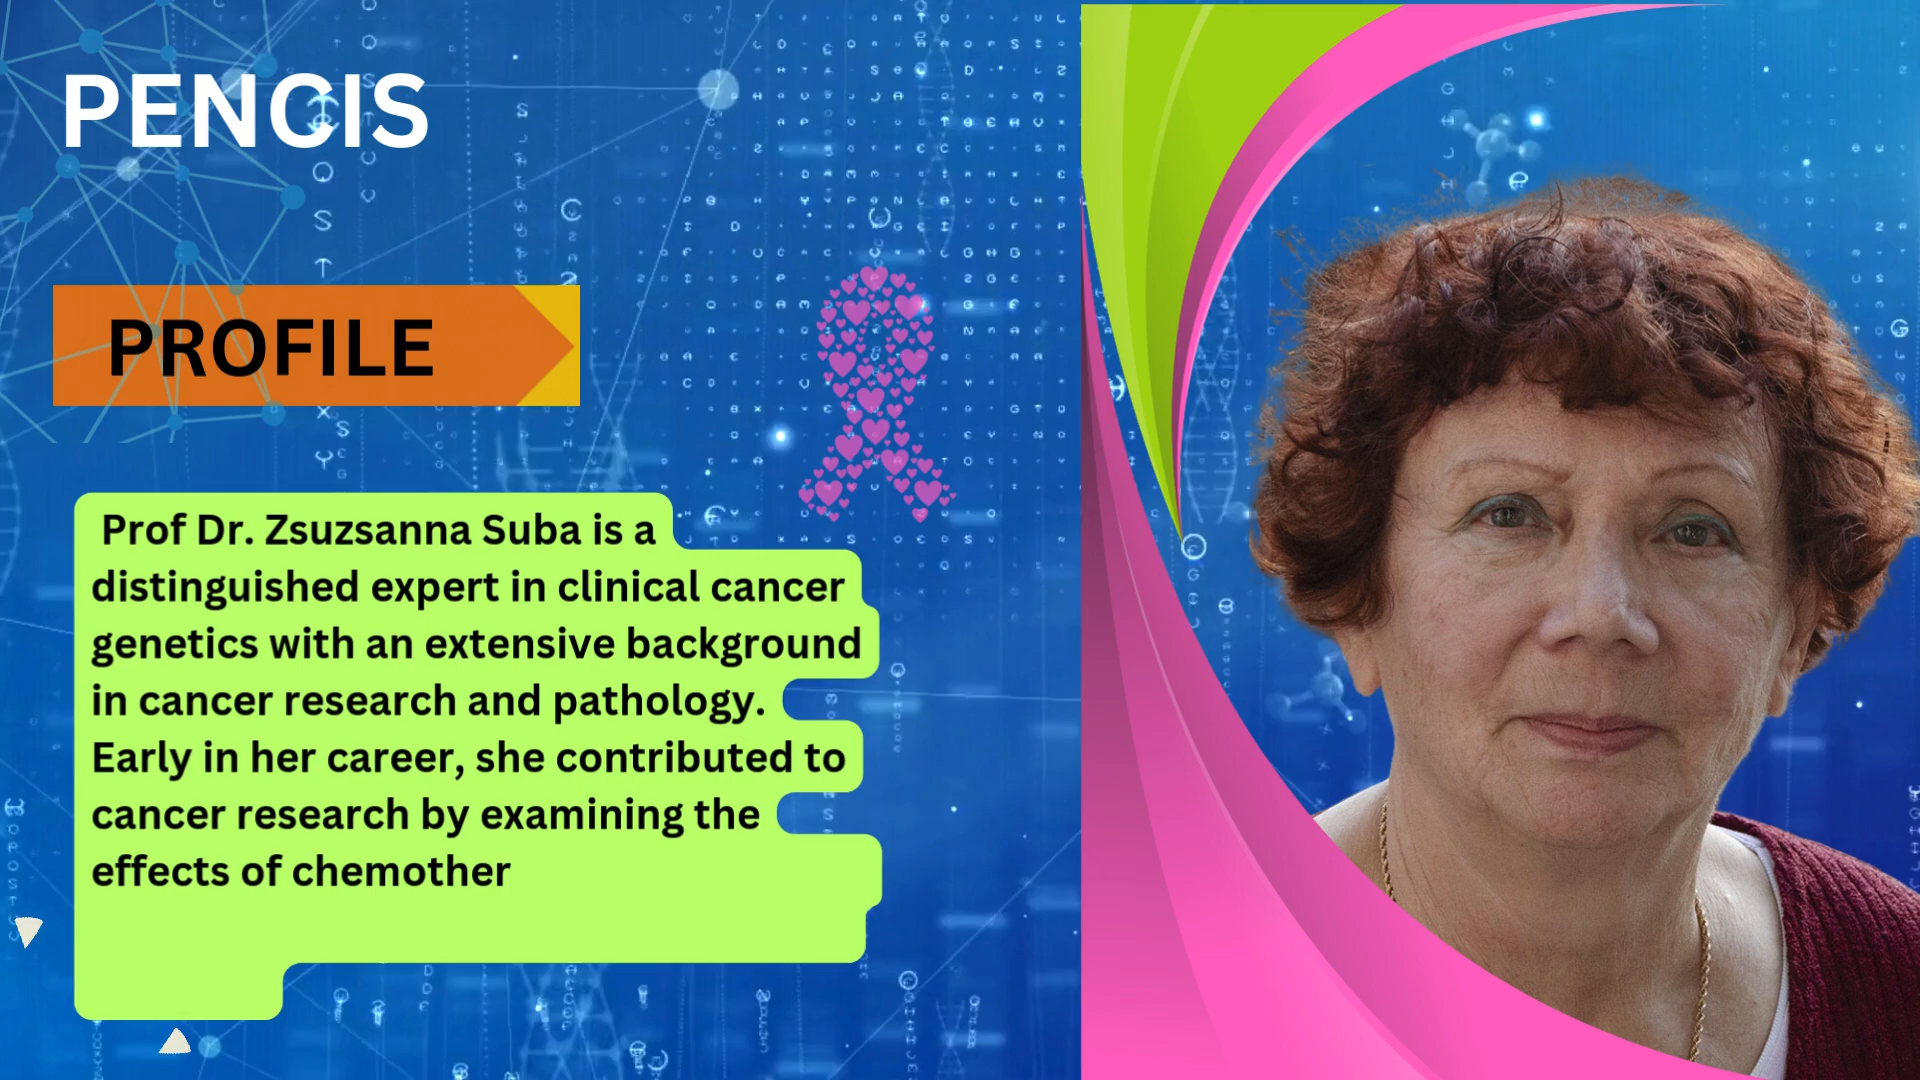 PENCIS
PROFILE
Prof Dr. Zsuzsanna Suba is a
distinguished expert in clinical cancer
genetics with an extensive background
in cancer research and pathology.
Early in her career, she contributed to
cancer research by examining the
effects of chemother